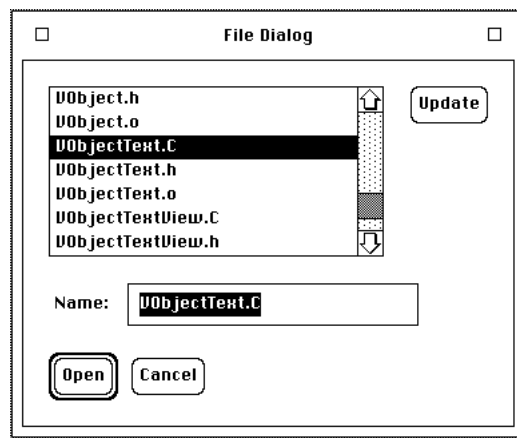 File Dialog
VObject.h
VObject.o
VObjectText.C
VObjectText.h
VObjectText.o
VObjectTextView.C
VObjectTextView.h
Update
Name: VObjectText.C
Open Cancel